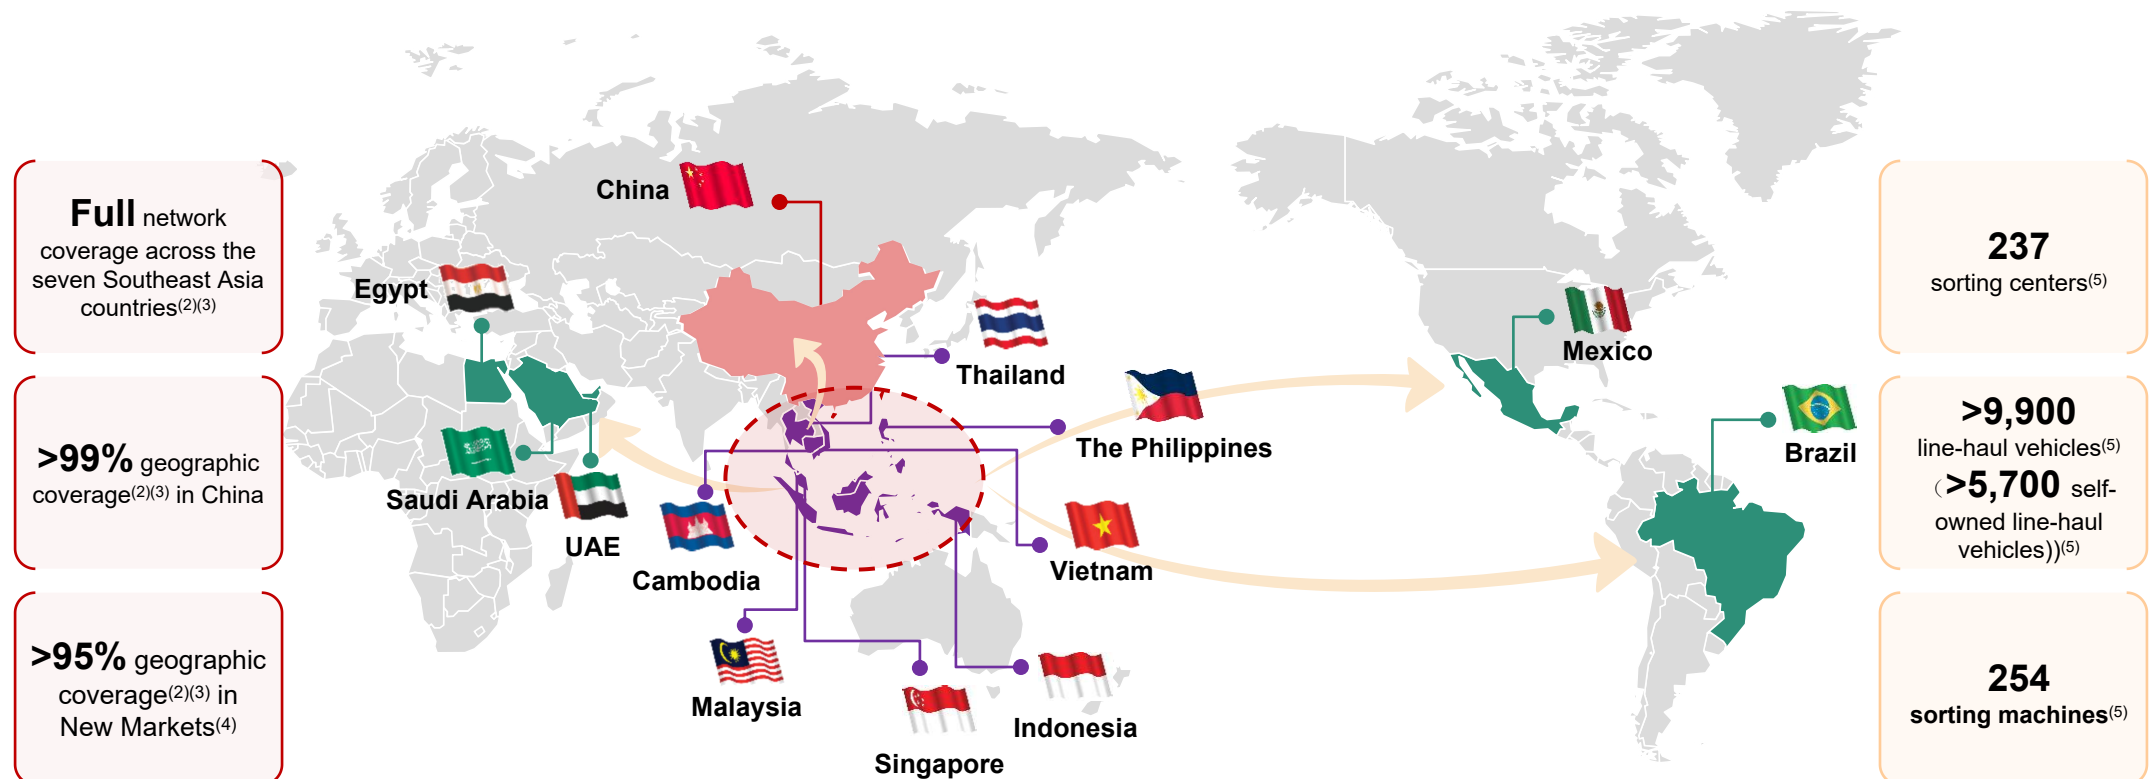 Full network
coverage across the
seven Southeast Asia
countries(2)(3)
>99% geographic
coverage(2)(3) in China
>95% geographic
coverage(2)(3) in
New Markets(4)
China
Egypt
Saudi Arabia
UAE
Thailand
The Philippines
Cambodia
Vietnam
Malaysia
Singapore
Indonesia
Mexico
Brazil
237
sorting centers(5)
>9,900
line-haul vehicles(5)
（>5,700 self-
owned line-haul
vehicles))(5)
254
sorting machines(5)